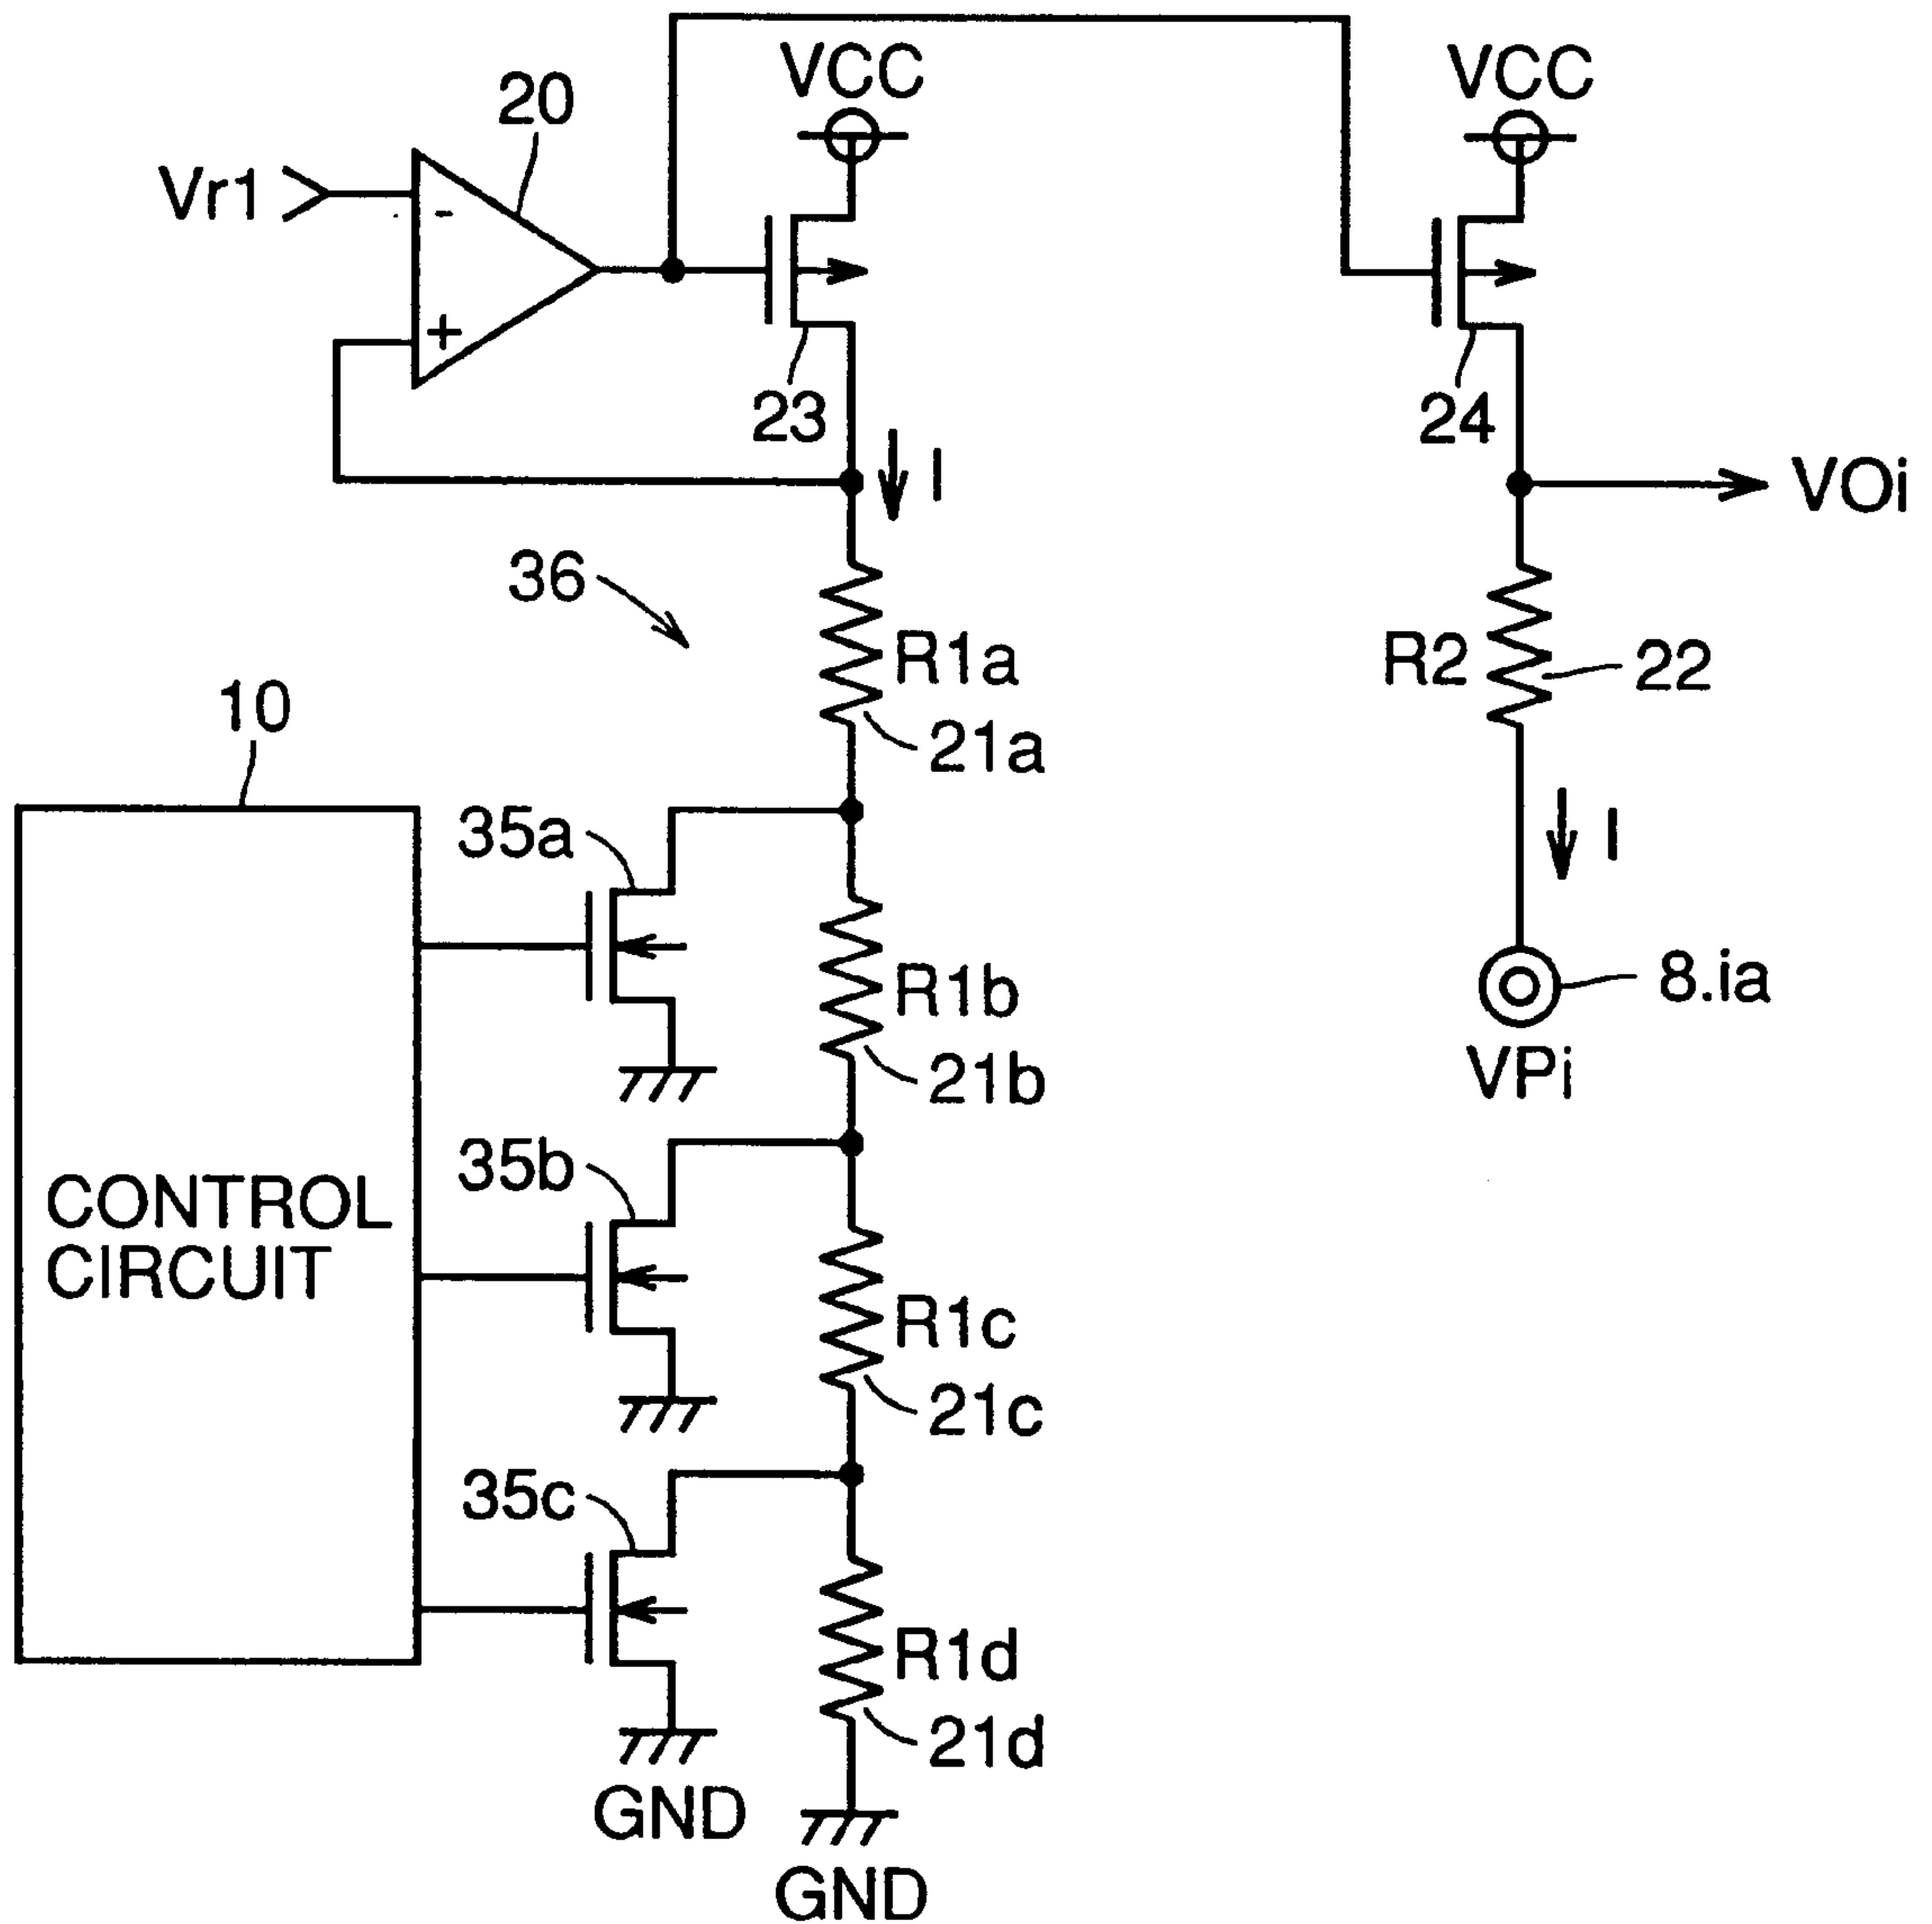 VCC
VCC
20
Vr1
-
+
23
24
I
VOi
36
R1a
R2
22
21a
10
35a
I
R1b
8.ia
21b
VPi
35b
CONTROL
CIRCUIT
R1c
21c
35c
R1d
21d
GND
GND